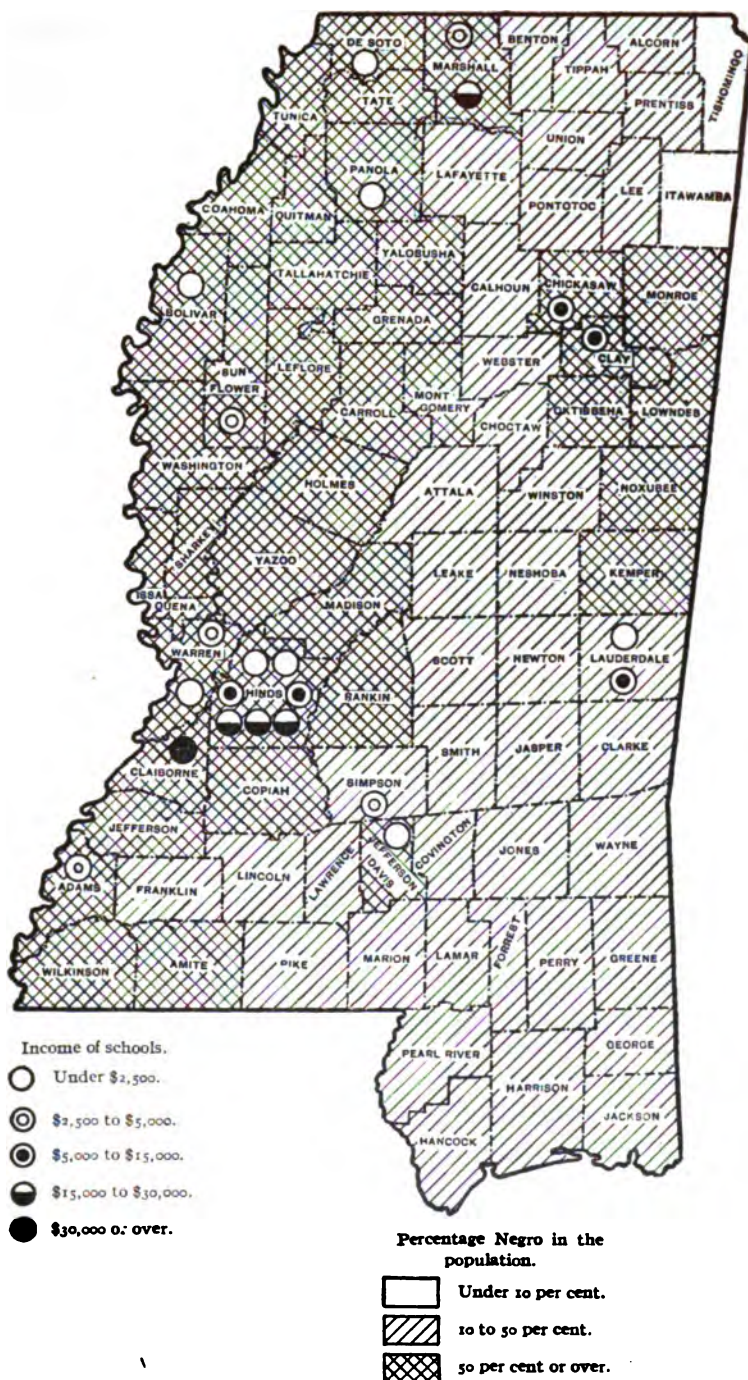 DE SOTO
MARSHALL
BENTON
ALCORN
TIPPAH
TISHOMINGO
PRENTISS
TUNICA
TATE
UNION
PANOLA
LAFAYETTE
LEE
ITAWAMBA
PONTOTOC
COAHOMA
QUITMAN
YALOBUSHA
TALLAHATCHIE
CALHOUN
CHICKASAW
MONROE
BOLIVAR
GRENADA
CLAY
SUN
FLOWER
LEFLORE
WEBSTER
CARROLL
MONT
GOMERY
CHOCTAW
OKTIBBEHA
LOWNDES
WASHINGTON
HOLMES
ATTALA
WINSTON
NOXUBEE
SHARKEY
YAZOO
LEAKE
NESHOBA
KEMPER
ISSA
QUENA
MADISON
WARREN
SCOTT
NEWTON
LAUDERDALE
HINDS
RANKIN
SMITH
JASPER
CLARKE
CLAIBORNE
COPIAH
SIMPSON
JEFFERSON
JEFFERSON
DAVIS
COVINGTON
JONES
WAYNE
ADAMS
FRANKLIN
LINCOLN
LAWRENCE
WILKINSON
AMITE
PIKE
MARION
LAMAR
FORREST
PERRY
GREENE
PEARL RIVER
GEORGE
HARRISON
JACKSON
HANCOCK
Income of schools.
Under $2,500.
$2,500 to $5,000.
$5,000 to $15,000.
$15,000 to $30,000.
$30,000 or over.
Percentage Negro in the
population.
Under 10 per cent.
10 to 50 per cent.
50 per cent or over.